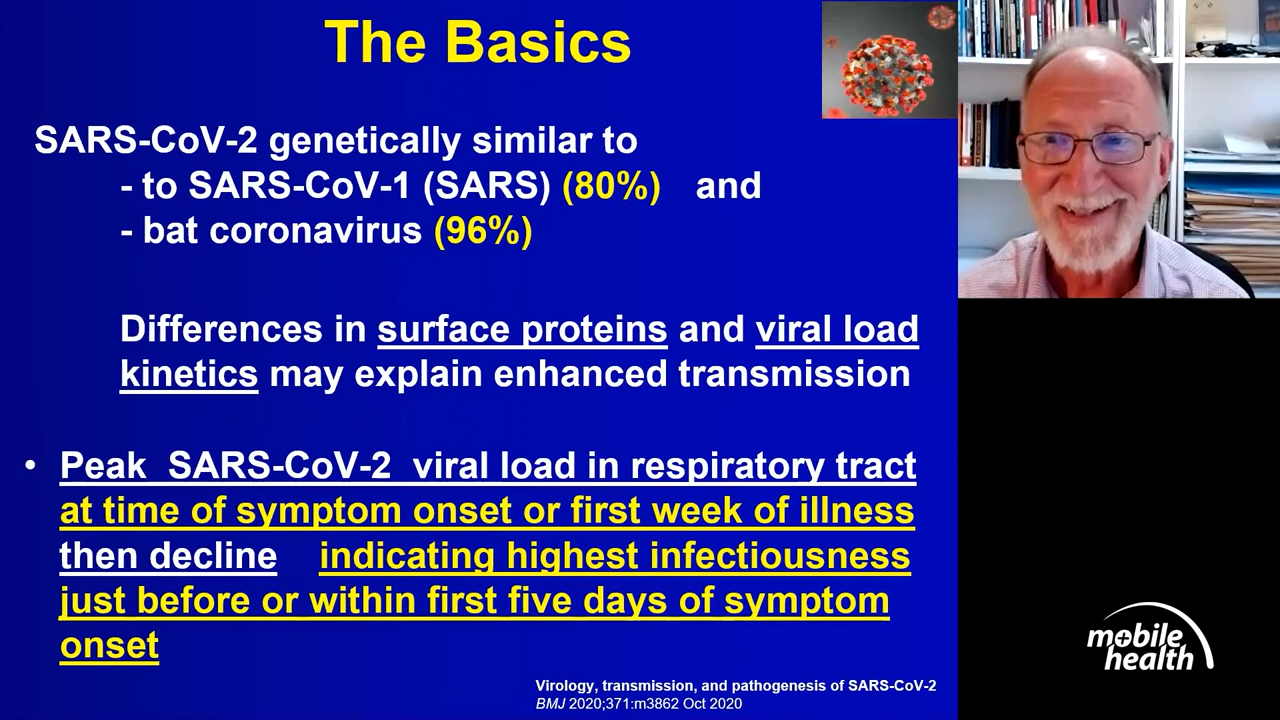 The Basics
SARS-CoV-2 genetically similar to
- to SARS-CoV-1 (SARS) (80%) and
- bat coronavirus (96%)
Differences in surface proteins and viral load
kinetics may explain enhanced transmission
• Peak SARS-CoV-2 viral load in respiratory tract
at time of symptom onset or first week of illness
then decline indicating highest infectiousness
just before or within first five days of symptom
onset
Virology, transmission, and pathogenesis of SARS-CoV-2
BMJ 2020;371:m3862 Oct 2020
mobile
health